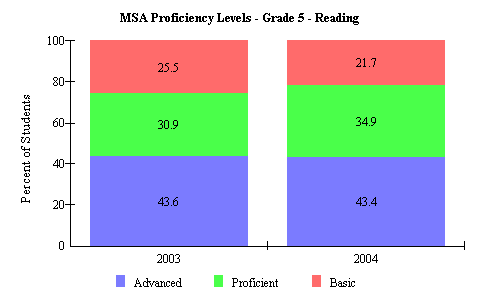 MSA Proficiency Levels - Grade 5 - Reading
Percent of Students
100
80
60
40
20
0
25.5
30.9
43.6
21.7
34.9
43.4
2003
2004
Advanced
Proficient
Basic